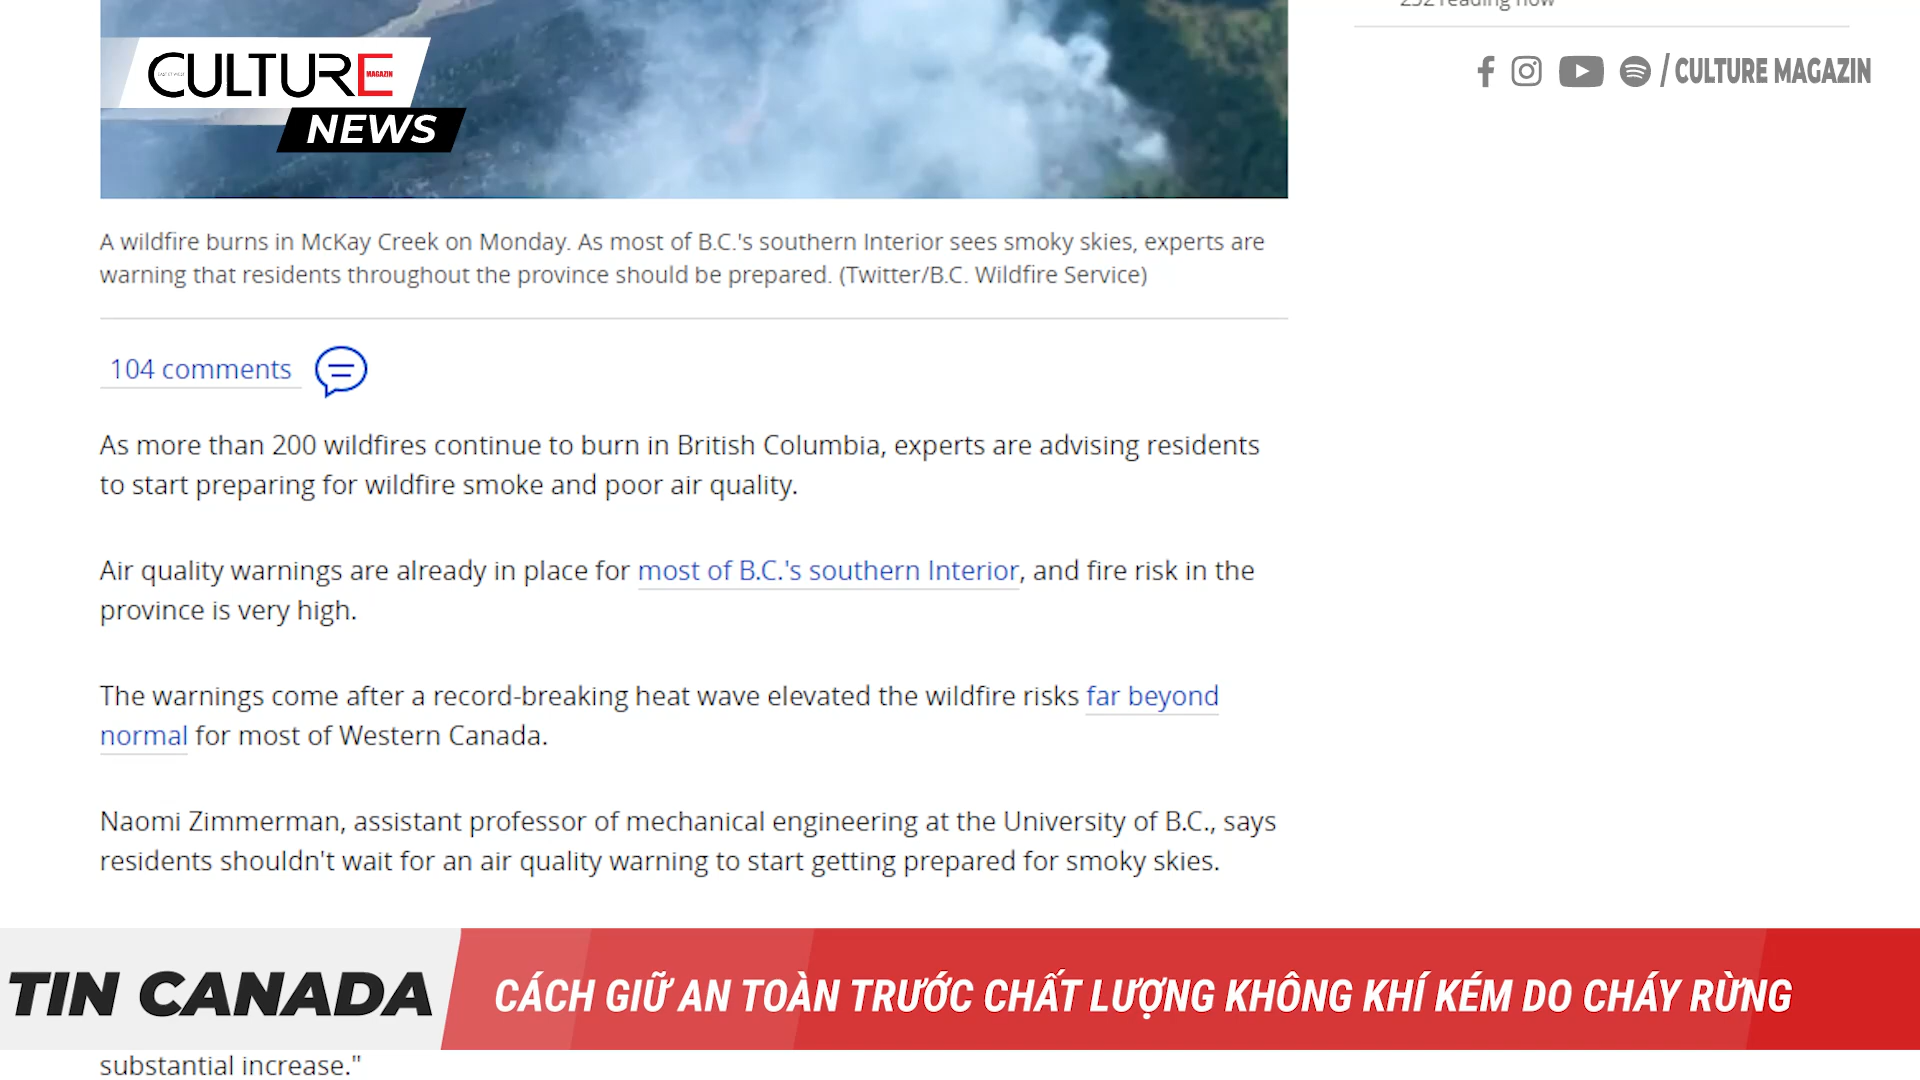 252 reading now
CULTURE
MAGAZIN
NEWS
/ CULTURE MAGAZIN
A wildfire burns in McKay Creek on Monday. As most of B.C.'s southern Interior sees smoky skies, experts are
warning that residents throughout the province should be prepared. (Twitter/B.C. Wildfire Service)
104 comments
As more than 200 wildfires continue to burn in British Columbia, experts are advising residents
to start preparing for wildfire smoke and poor air quality.
Air quality warnings are already in place for most of B.C.'s southern Interior, and fire risk in the
province is very high.
The warnings come after a record-breaking heat wave elevated the wildfire risks far beyond
normal for most of Western Canada.
Naomi Zimmerman, assistant professor of mechanical engineering at the University of B.C., says
residents shouldn't wait for an air quality warning to start getting prepared for smoky skies.
TIN CANADA
CÁCH GIỮ AN TOÀN TRƯỚC CHẤT LƯỢNG KHÔNG KHÍ KÉM DO CHÁY RỪNG
substantial increase."